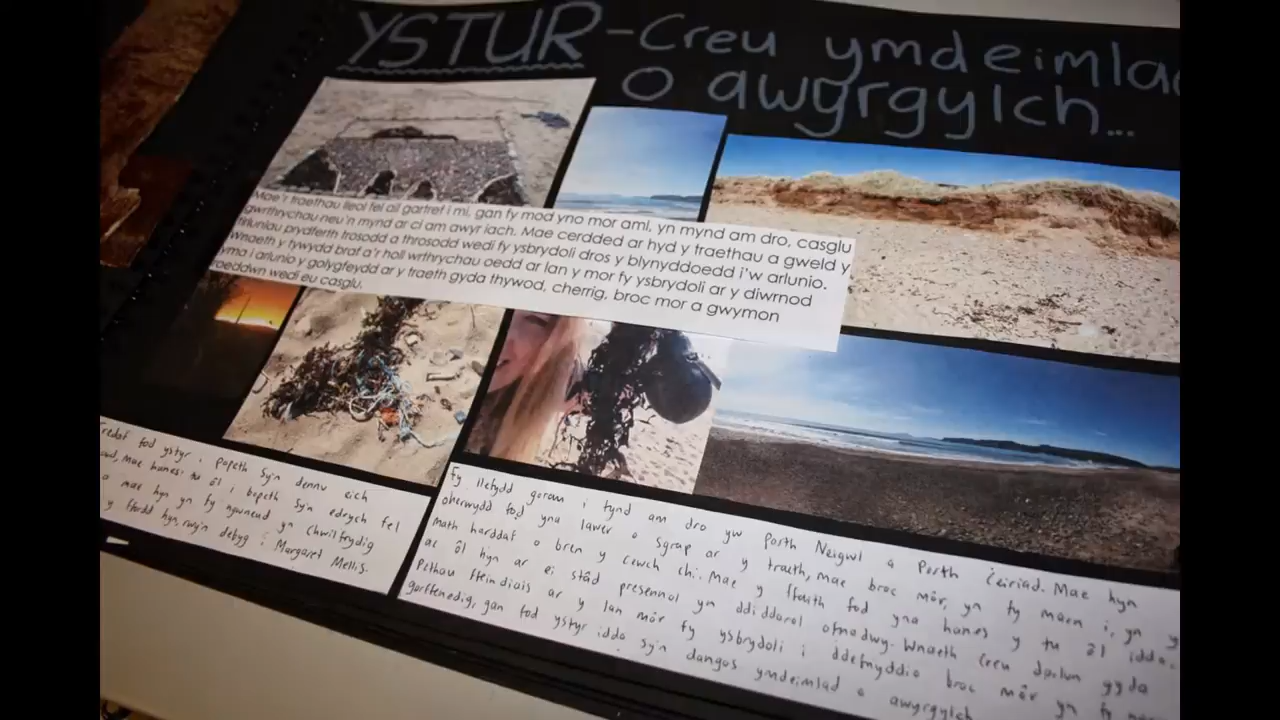 YSTUR - Creu ymdeimlad
o awyrgylch...
Mae'r traethau lleol fel ail gartref i mi, gan fy mod yno mor aml, yn mynd am dro, casglu
gwrthrychau neu'n mynd ar ci am awyr iach. Mae cerdded ar hyd y traethau a gweld y
tirluniau prydferth trosodd a throsodd wedi fy ysbrydoli dros y blynyddoedd i'w arlunio.
Wnaeth y tywydd braf a'r holl wrthrychau oedd ar lan y mor fy ysbrydoli ar y diwrnod
yma i arlunio y golygfeydd ar y traeth gyda thywod, cherrig, broc mor a gwymon
roeddwn wedi eu casglu.
fod ystyr i popeth sy'n dennu eich
Mae hanes tu ôl i bopeth sy'n edrych fel
a mae hyn yn fy ngwneud yn chwilfrydig
y ffordd hyn, rwy'n debyg i Margaret
Mellis.
Fy llefydd gorau i fynd am dro yw Porth Neigwl a Porth Ceiriad. Mae hyn
oherwydd fod yna lawer o sgrap ar y traeth, mae broc môr, yn fy marn i, yn y
math harddaf o bren y cewch chi. Mae y ffaith fod yna hanes y tu ôl iddo
ac ôl hyn ar ei stâd presennol yn ddiddorol ofnadwy. Wnaeth creu darlun gyda
Pethau ffeindiais ar y lan môr fy ysbrydoli i ddefnyddio broc môr yn fy
gorffenedig, gan fod ystyr iddo sy'n dangos ymdeimlad o awyrgylch